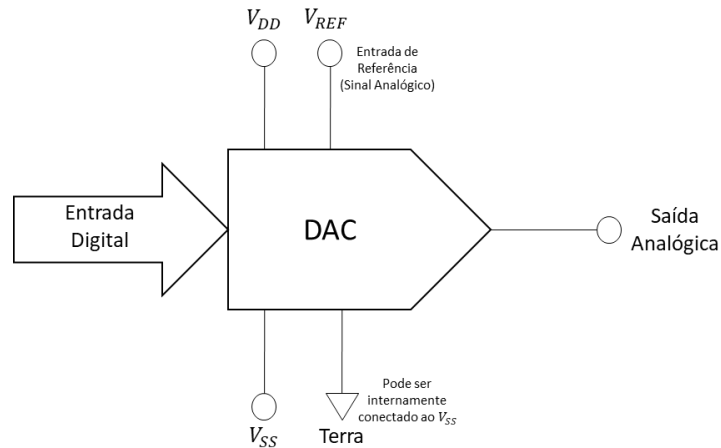 V_DD
V_REF
Entrada de
Referência
(Sinal Analógico)
Entrada
Digital
DAC
Saída
Analógica
Pode ser
internamente
conectado ao V_SS
V_SS
Terra